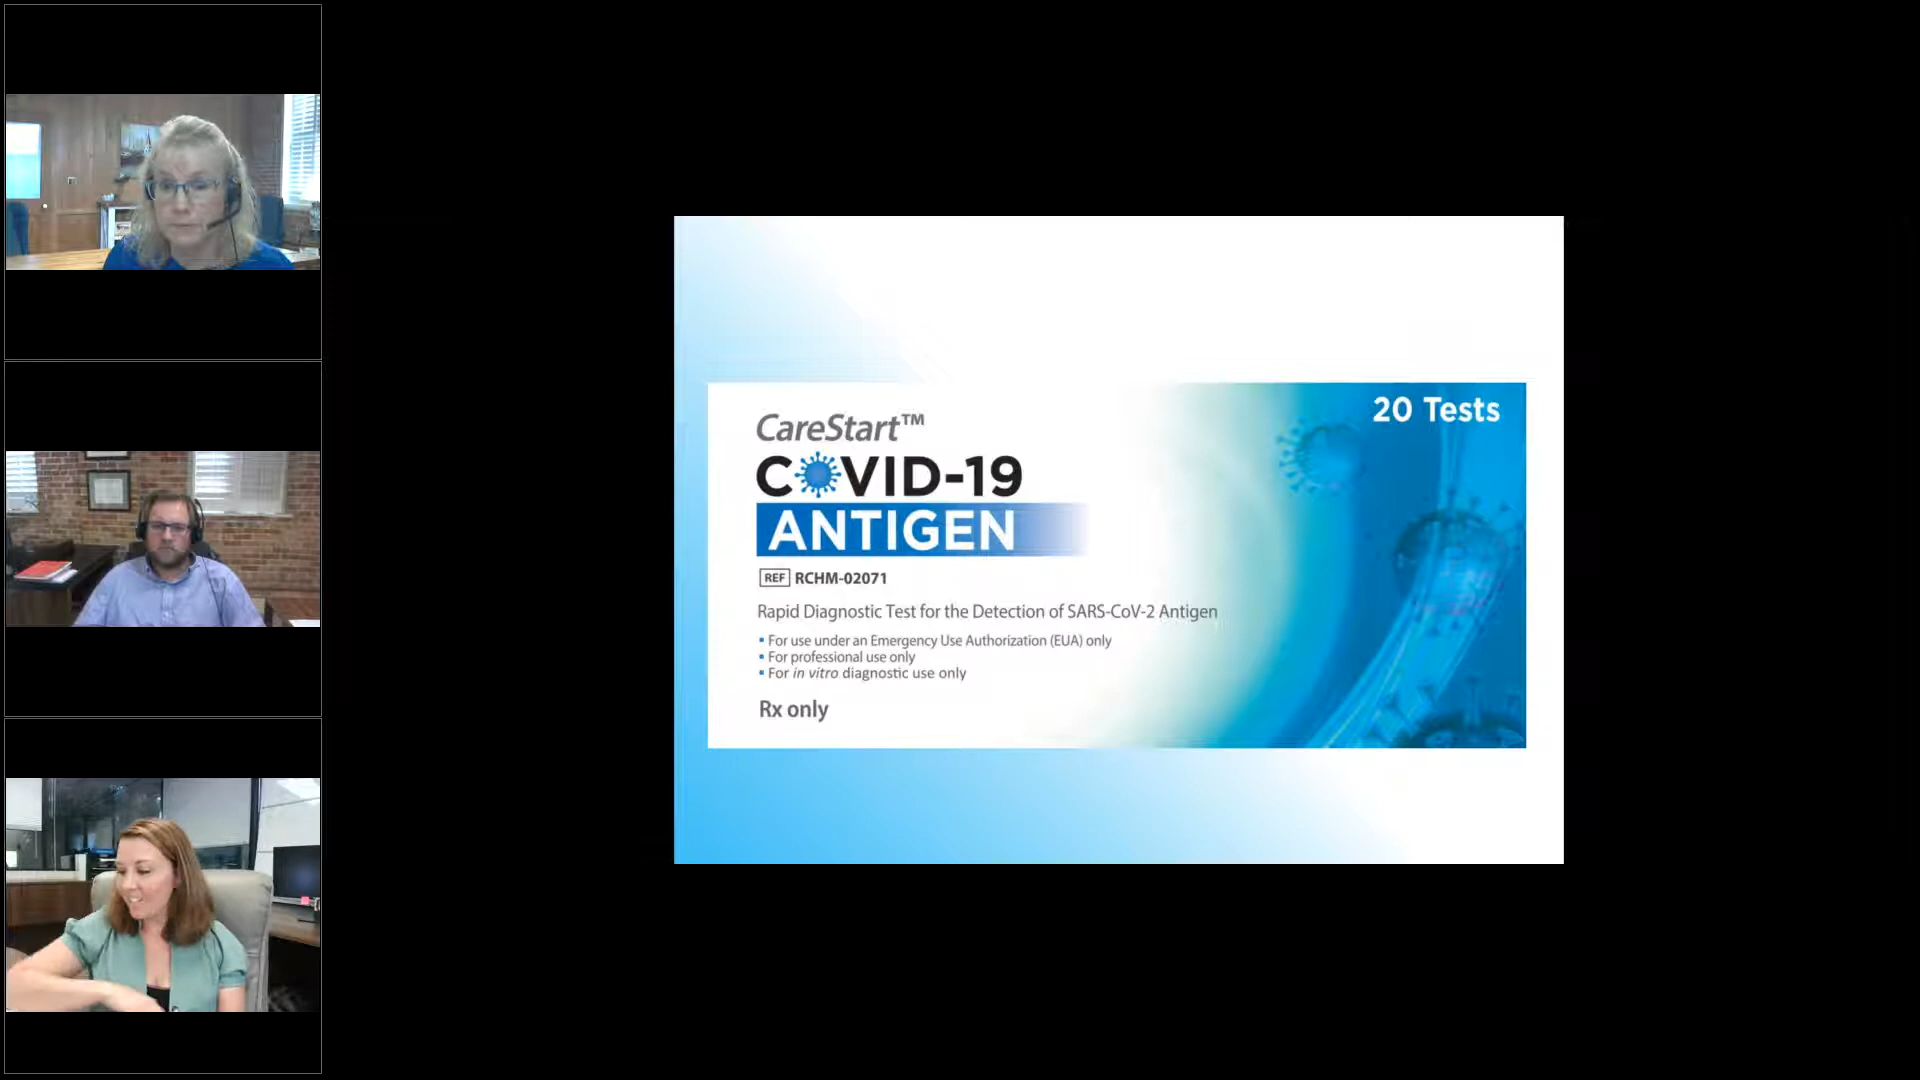 20 Tests
CareStart™
COVID-19
ANTIGEN
REF RCHM-02071
Rapid Diagnostic Test for the Detection of SARS-CoV-2 Antigen
▪ For use under an Emergency Use Authorization (EUA) only
▪ For professional use only
▪ For in vitro diagnostic use only
Rx only